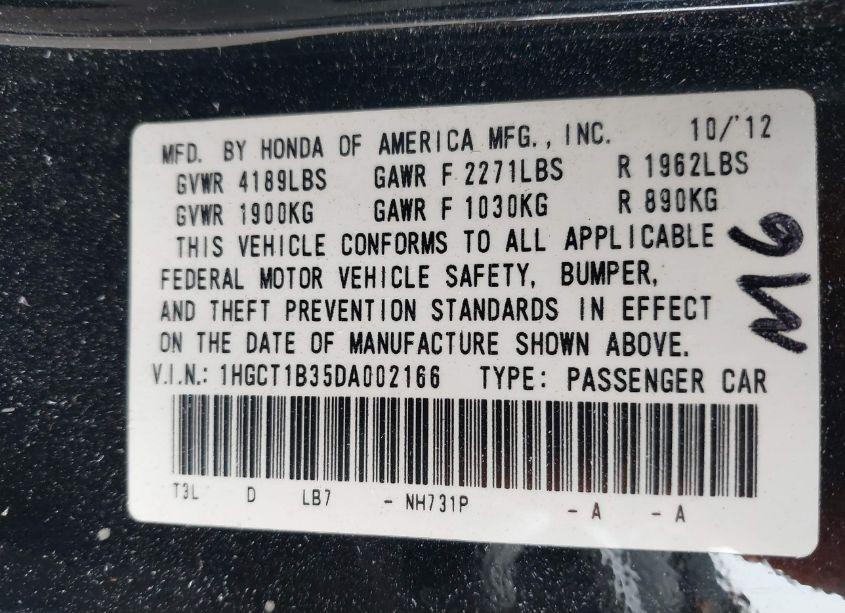 MFD. BY HONDA OF AMERICA MFG., INC. 10/'12
GVWR 4189LBS GAWR F 2271LBS R 1962LBS
GVWR 1900KG GAWR F 1030KG R 890KG
THIS VEHICLE CONFORMS TO ALL APPLICABLE
FEDERAL MOTOR VEHICLE SAFETY, BUMPER,
AND THEFT PREVENTION STANDARDS IN EFFECT
ON THE DATE OF MANUFACTURE SHOWN ABOVE.
V.I.N.: 1HGCT1B35DA002166 TYPE: PASSENGER CAR
T3L D LB7 - NH731P - A - A